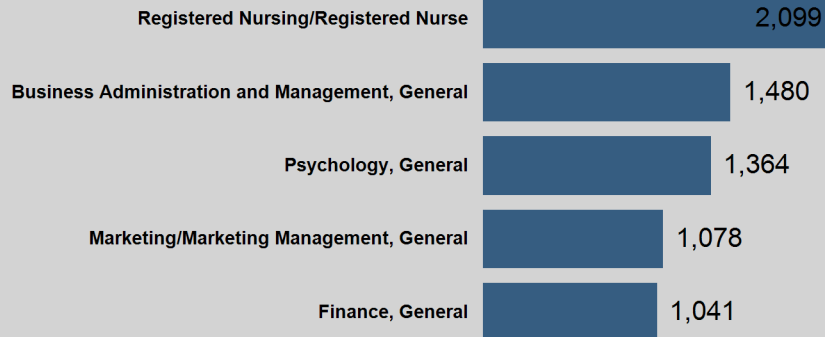 Registered Nursing/Registered Nurse 2,099
Business Administration and Management, General 1,480
Psychology, General 1,364
Marketing/Marketing Management, General 1,078
Finance, General 1,041